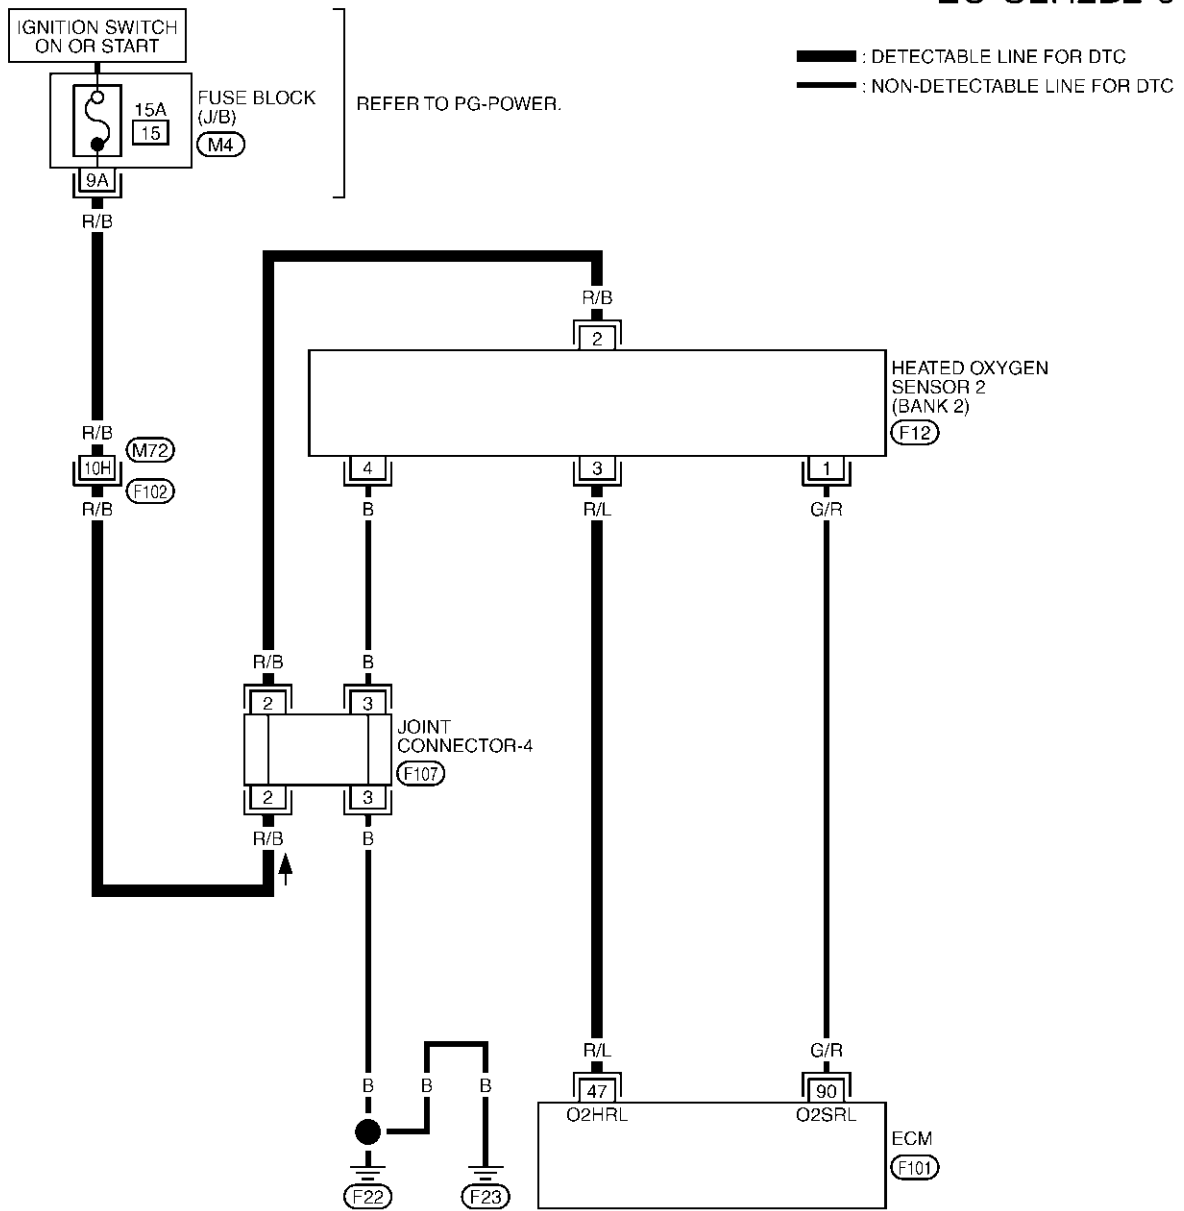 IGNITION SWITCH
ON OR START
: DETECTABLE LINE FOR DTC
: NON-DETECTABLE LINE FOR DTC
FUSE BLOCK
(J/B)
M4
15A
15
REFER TO PG-POWER.
9A
R/B
R/B
2
HEATED OXYGEN
SENSOR 2
(BANK 2)
F12
R/B
M72
10H
F102
R/B
4
3
1
B
R/L
G/R
R/B
B
2
3
JOINT
CONNECTOR-4
F107
2
3
R/B
B
R/L
G/R
B
B
B
47
90
O2HRL
O2SRL
ECM
F101
F22
F23